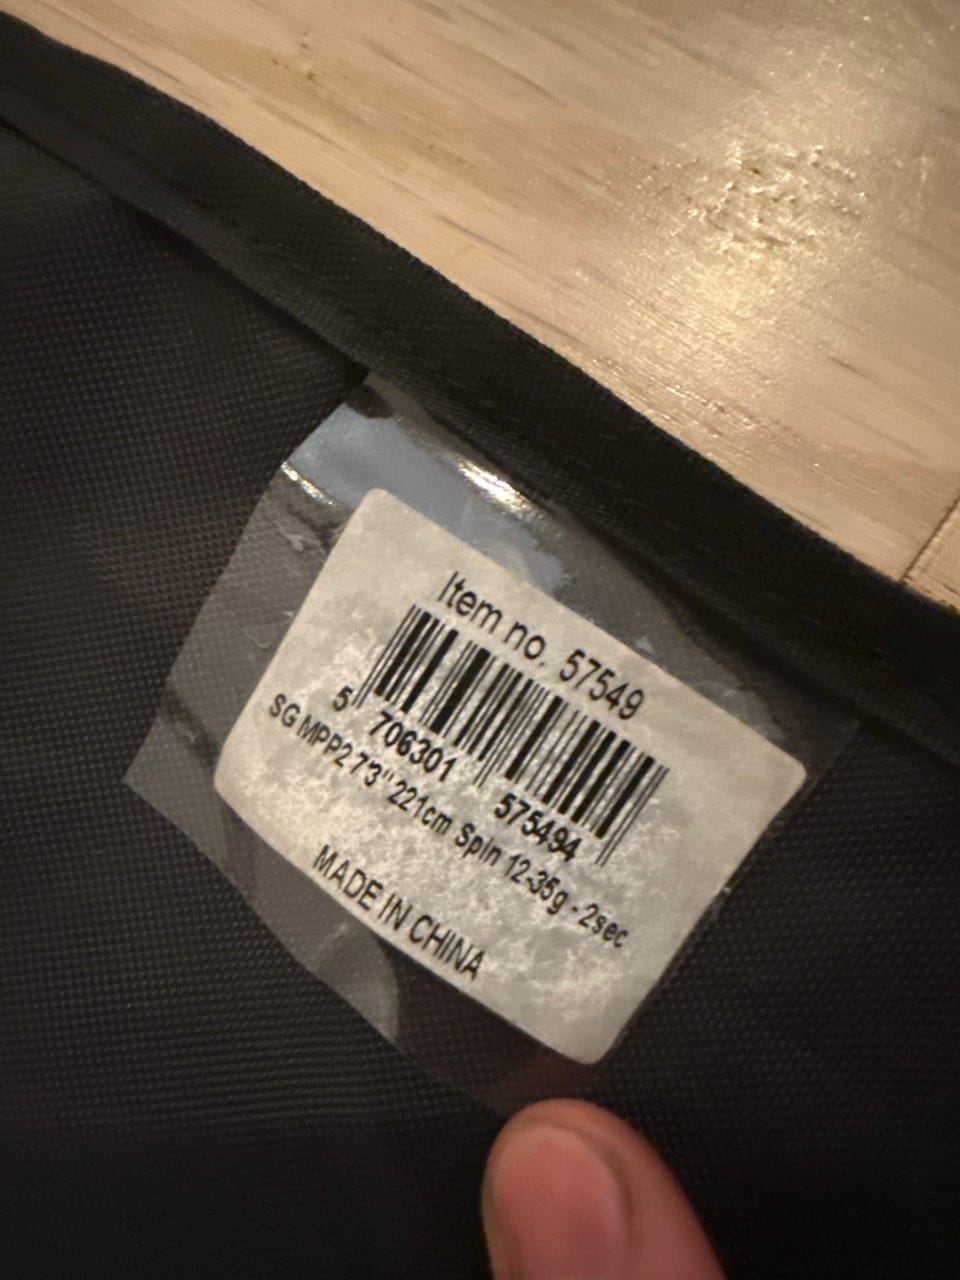 Item no. 57549
5 706301 575494
SG MPP2 7'3'' 221cm Spin 12-35g - 2sec
MADE IN CHINA